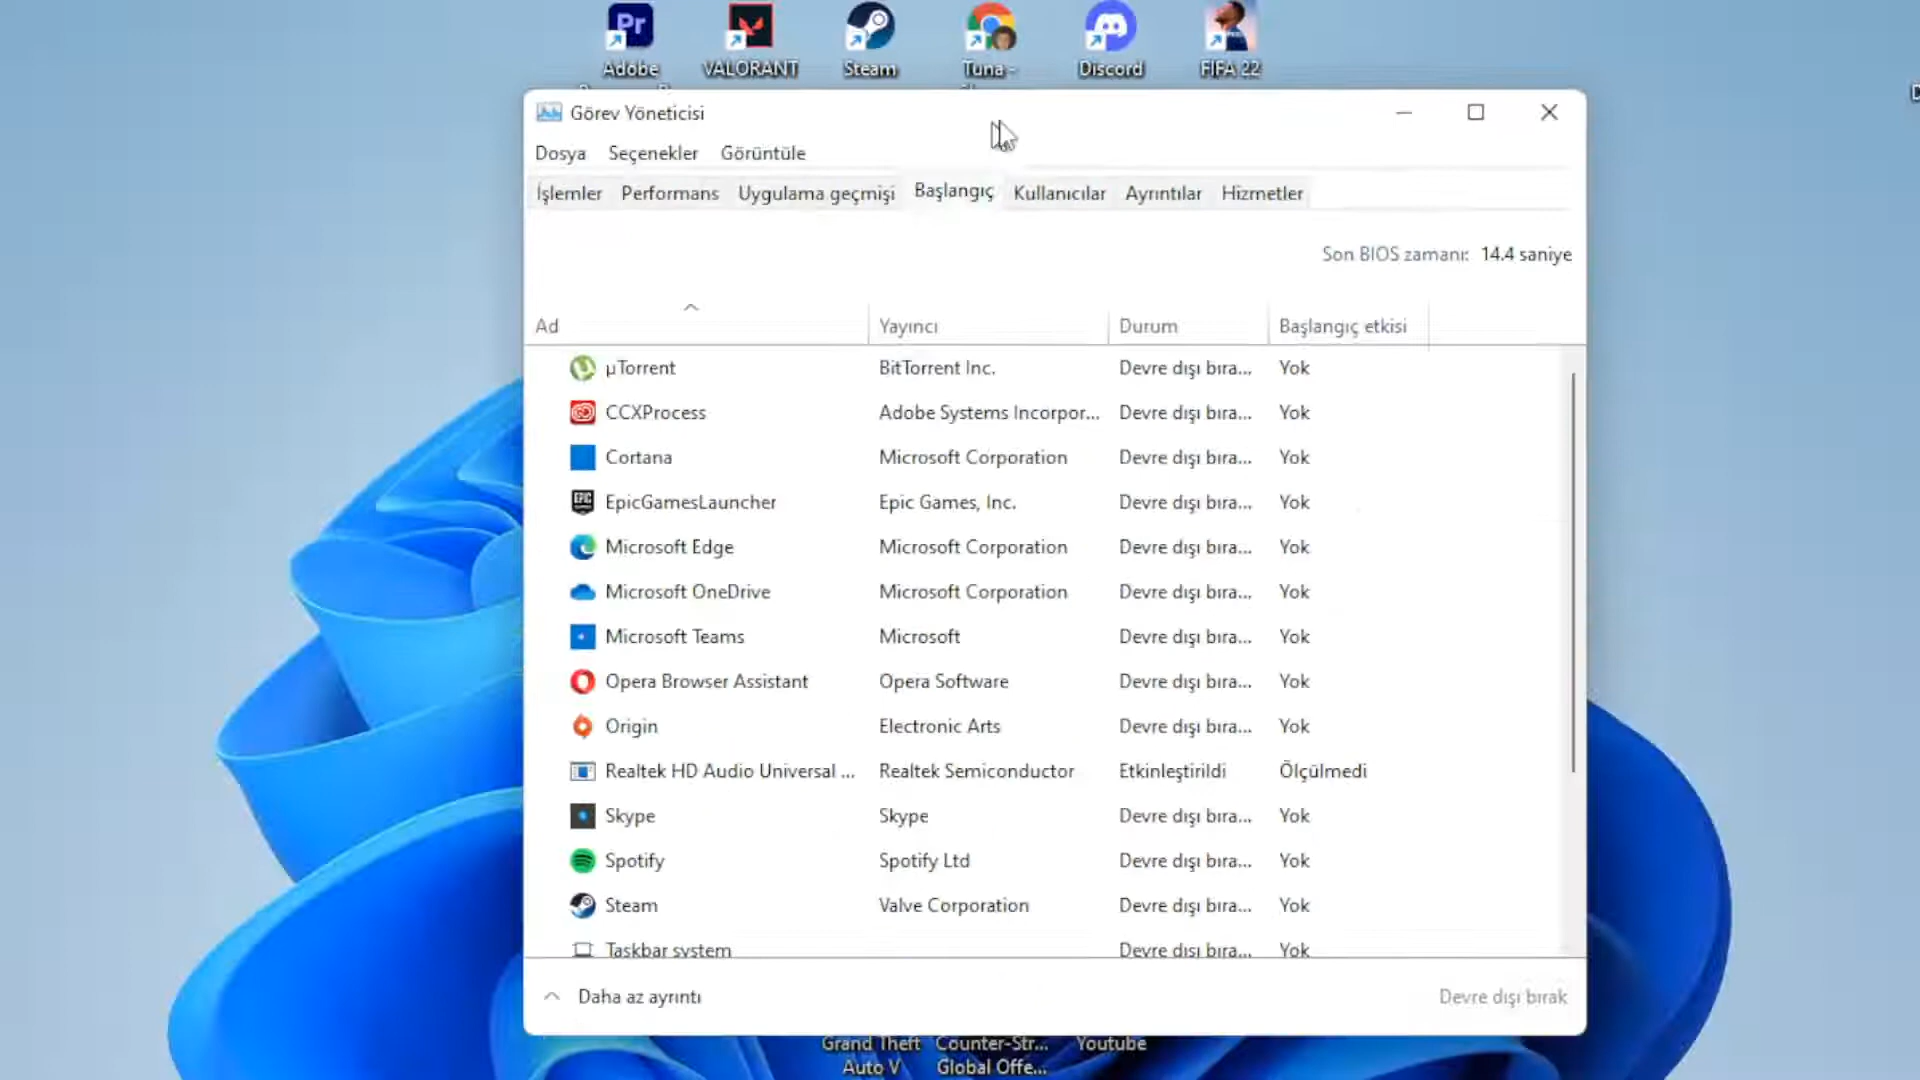 Pr
Adobe
VALORANT
Steam
Tuna -
Discord
FIFA 22
Görev Yöneticisi
Dosya Seçenekler Görüntüle
İşlemler Performans Uygulama geçmişi Başlangıç Kullanıcılar Ayrıntılar Hizmetler
Son BIOS zamanı: 14.4 saniye
Ad Yayıncı Durum Başlangıç etkisi
µTorrent BitTorrent Inc. Devre dışı bıra... Yok
CCXProcess Adobe Systems Incorpor... Devre dışı bıra... Yok
Cortana Microsoft Corporation Devre dışı bıra... Yok
EPIC
EpicGamesLauncher Epic Games, Inc. Devre dışı bıra... Yok
Microsoft Edge Microsoft Corporation Devre dışı bıra... Yok
Microsoft OneDrive Microsoft Corporation Devre dışı bıra... Yok
Microsoft Teams Microsoft Devre dışı bıra... Yok
Opera Browser Assistant Opera Software Devre dışı bıra... Yok
Origin Electronic Arts Devre dışı bıra... Yok
Realtek HD Audio Universal ... Realtek Semiconductor Etkinleştirildi Ölçülmedi
Skype Skype Devre dışı bıra... Yok
Spotify Spotify Ltd Devre dışı bıra... Yok
Steam Valve Corporation Devre dışı bıra... Yok
Taskbar system Devre dışı bıra... Yok
Daha az ayrıntı Devre dışı bırak
Grand Theft
Auto V
Counter-Str...
Global Offe...
Youtube